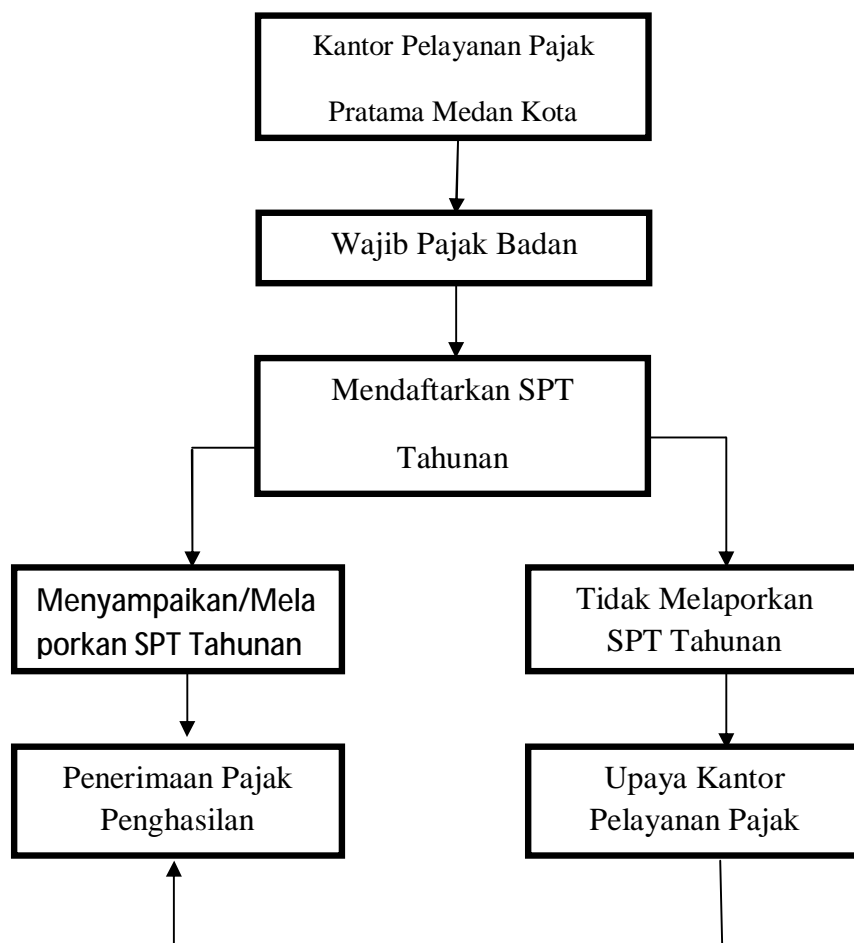 Kantor Pelayanan Pajak
Pratama Medan Kota
Wajib Pajak Badan
Mendaftarkan SPT
Tahunan
Menyampaikan/Mela
porkan SPT Tahunan
Tidak Melaporkan
SPT Tahunan
Penerimaan Pajak
Penghasilan
Upaya Kantor
Pelayanan Pajak